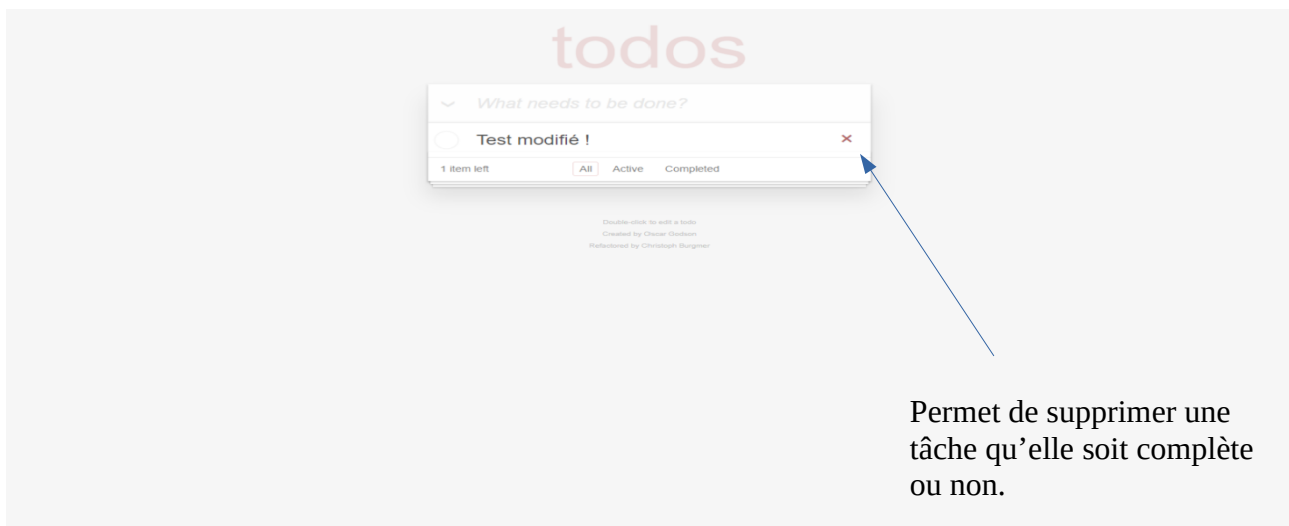 todos
What needs to be done?
Test modifié !
1 item left All Active Completed
Double-click to edit a todo
Created by Oscar Godson
Refactored by Christoph Burgmer
Permet de supprimer une
tâche qu’elle soit complète
ou non.